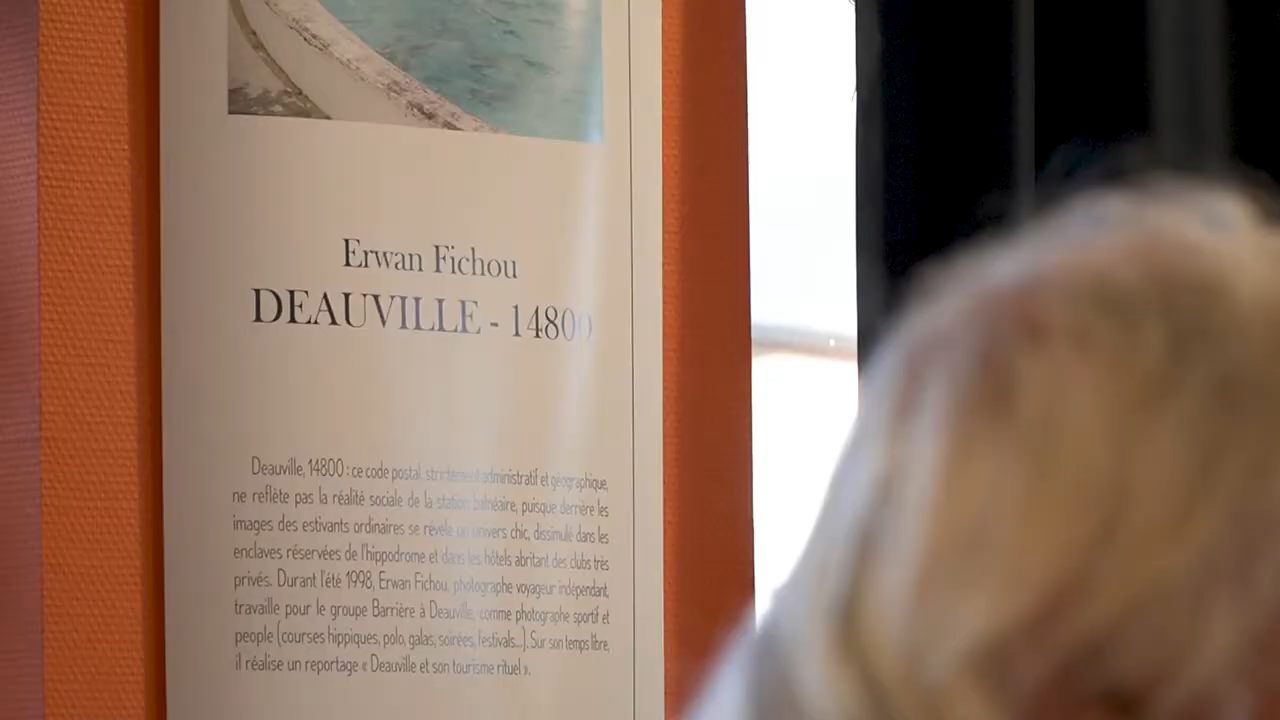 Erwan Fichou
DEAUVILLE - 14800
Deauville, 14800 : ce code postal, strictement administratif et géographique,
ne reflète pas la réalité sociale de la station balnéaire, puisque derrière les
images des estivants ordinaires se révèle un univers chic, dissimulé dans les
enclaves réservées de l'hippodrome et dans les hôtels abritant des clubs très
privés. Durant l'été 1998, Erwan Fichou, photographe voyageur indépendant,
travaille pour le groupe Barrière à Deauville, comme photographe sportif et
people (courses hippiques, polo, galas, soirées, festivals...). Sur son temps libre,
il réalise un reportage « Deauville et son tourisme rituel ».